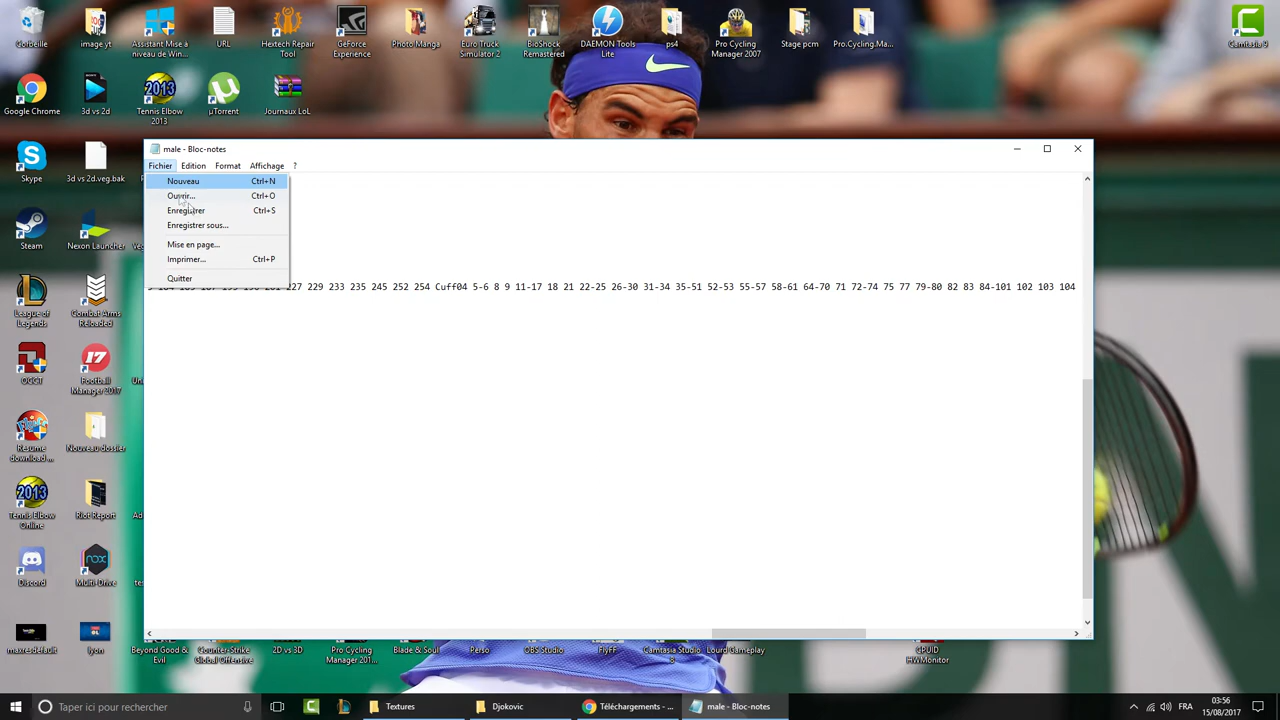 Corbeille
image yt
Assistant Mise à niveau de Win...
URL
Hextech Repair Tool
GeForce Experience
Photo Manga
Euro Truck Simulator 2
BioShock Remastered
DAEMON Tools Lite
ps4
Pro Cycling Manager 2007
Stage pcm
Pro.Cycling.Ma...
Camtasia 9
Google Chrome
3d vs 2d
Tennis Elbow 2013
µTorrent
Journaux LoL
male - Bloc-notes
Fichier Edition Format Affichage ?
Nouveau Ctrl+N
Ouvrir... Ctrl+O
Enregistrer Ctrl+S
Enregistrer sous...
Mise en page...
Imprimer... Ctrl+P
Quitter
227 229 233 235 245 252 254 Cuff04 5-6 8 9 11-17 18 21 22-25 26-30 31-34 35-51 52-53 55-57 58-61 64-70 71 72-74 75 77 79-80 82 83 84-101 102 103 104
Skype
3d vs 2d.veg.bak
Steam
Nexon Launcher
League of Legends
Combat Arms Reloaded
OCCT
Football Manager 2017
Resume download ...
Nouveau dossier
Tennis Elbow Online
Riot Report
Discord
Multi-Drive
maxresdefault
lyon
Beyond Good & Evil
Counter-Strike Global Offensive
2D vs 3D
Pro Cycling Manager 201...
Blade & Soul
Perso
OBS Studio
FlyFF
Camtasia Studio 8
Lourd Gameplay
CPUID HWMonitor
Taper ici pour rechercher
Textures
Djokovic
Téléchargements - ...
male - Bloc-notes
FRA
03:56
15/08/2017